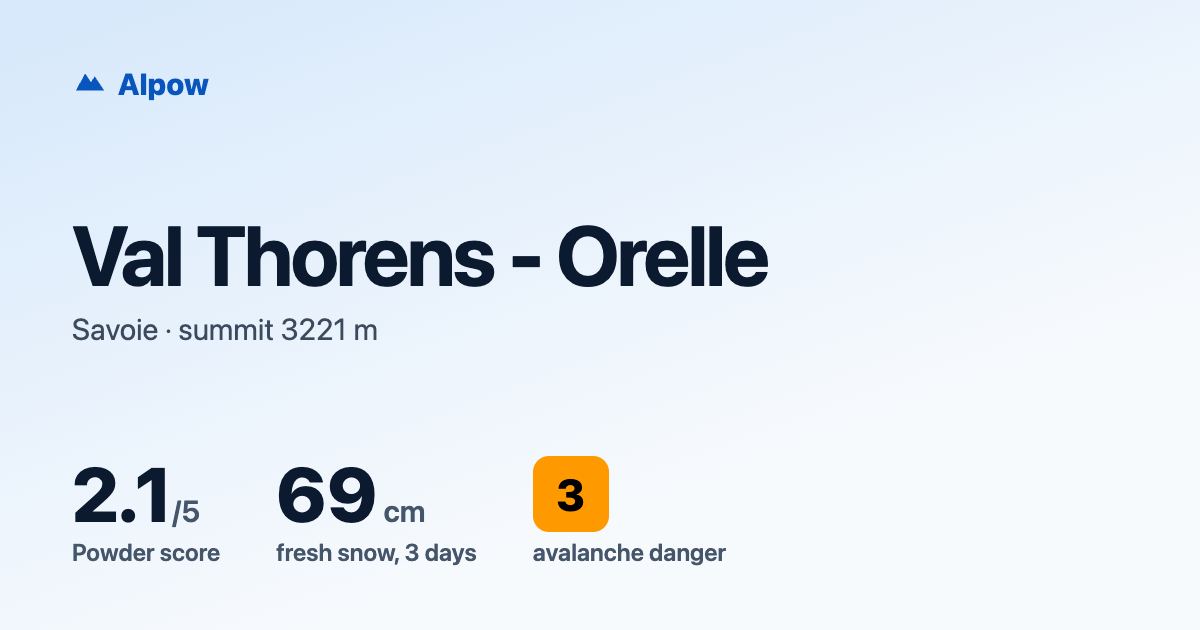 Alpow
Val Thorens - Orelle
Savoie · summit 3221 m
2.1/5 69 cm 3
Powder score fresh snow, 3 days avalanche danger